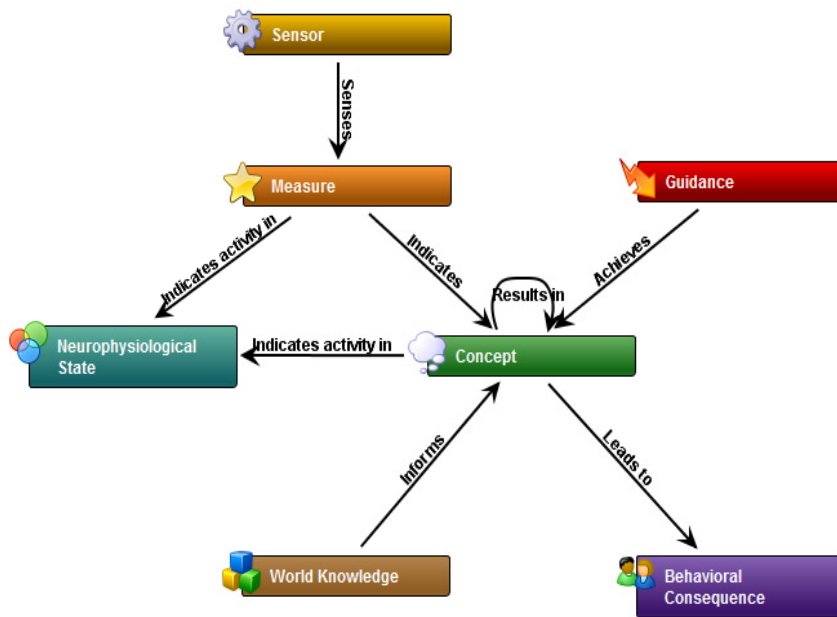 Sensor
Senses
Measure
Guidance
Indicates activity in
Indicates
Achieves
Results in
Neurophysiological
State
Indicates activity in
Concept
Informs
Leads to
World Knowledge
Behavioral
Consequence